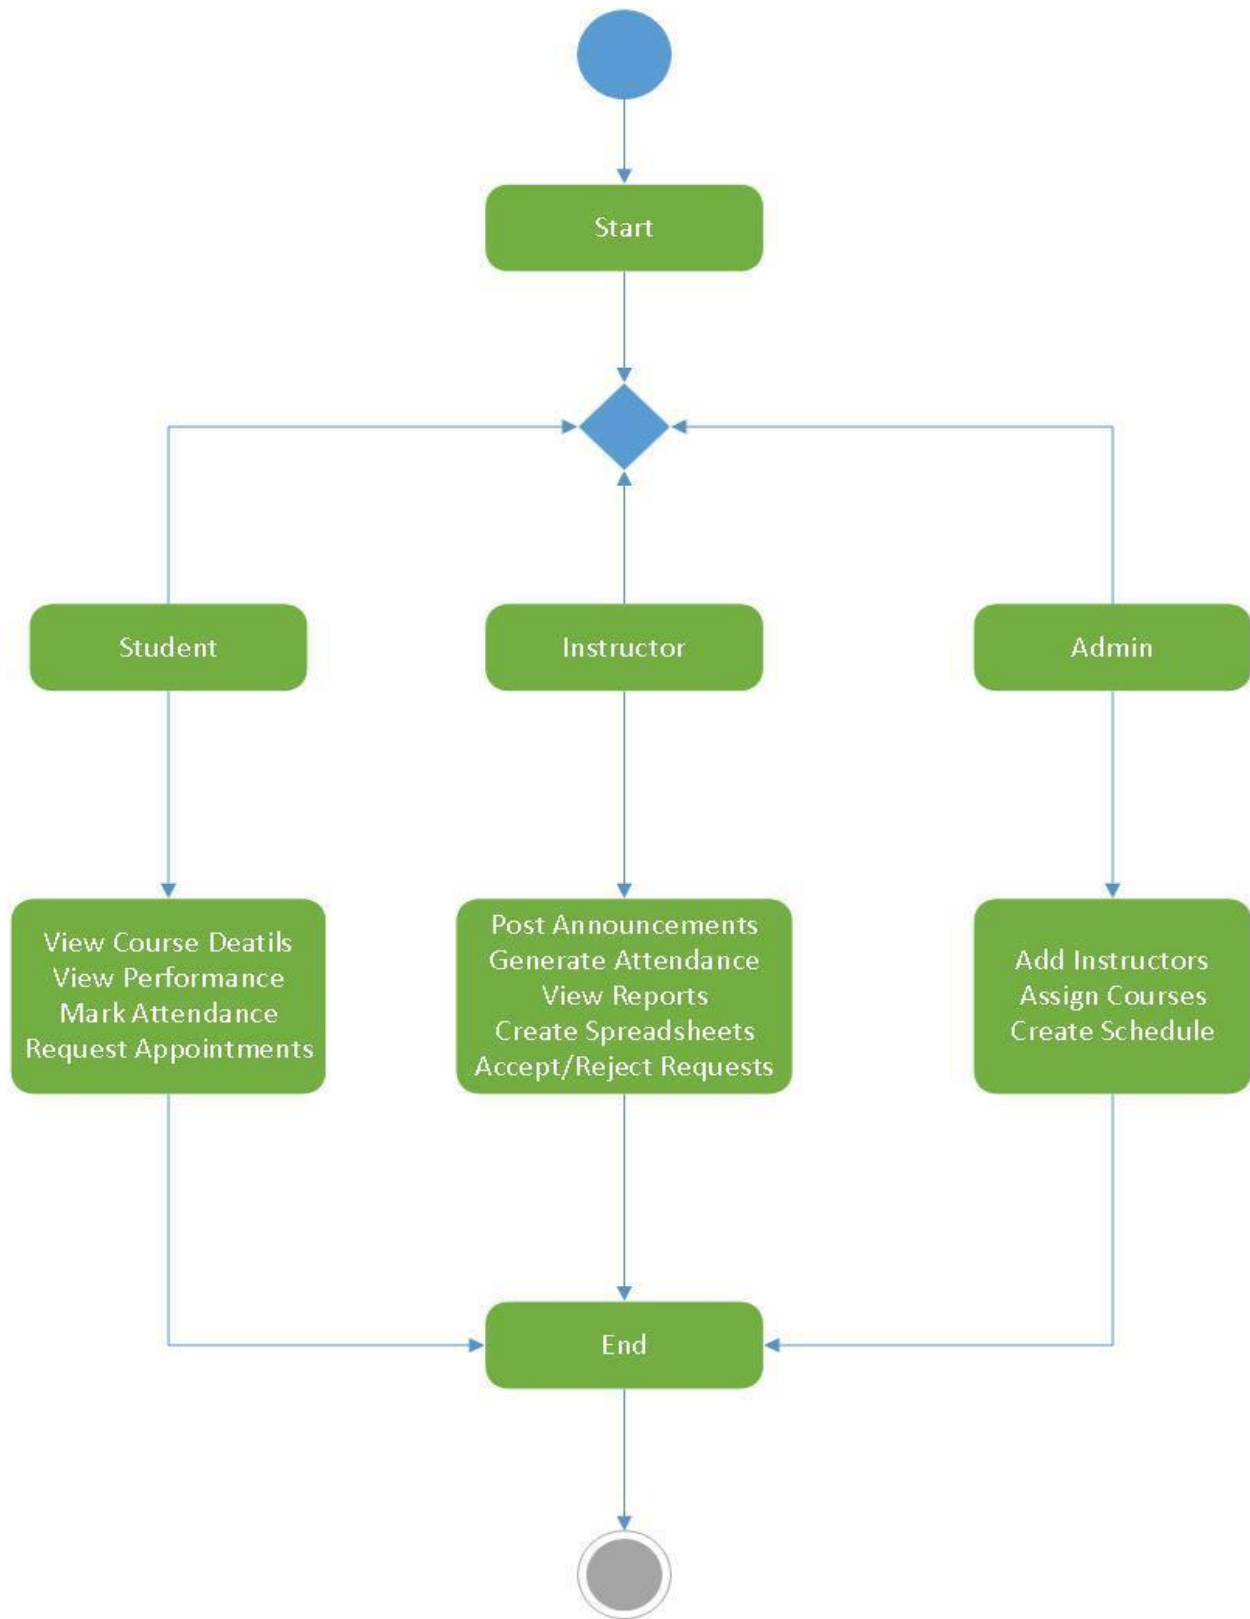 Start
Student
Instructor
Admin
View Course Deatils
View Performance
Mark Attendance
Request Appointments
Post Announcements
Generate Attendance
View Reports
Create Spreadsheets
Accept/Reject Requests
Add Instructors
Assign Courses
Create Schedule
End